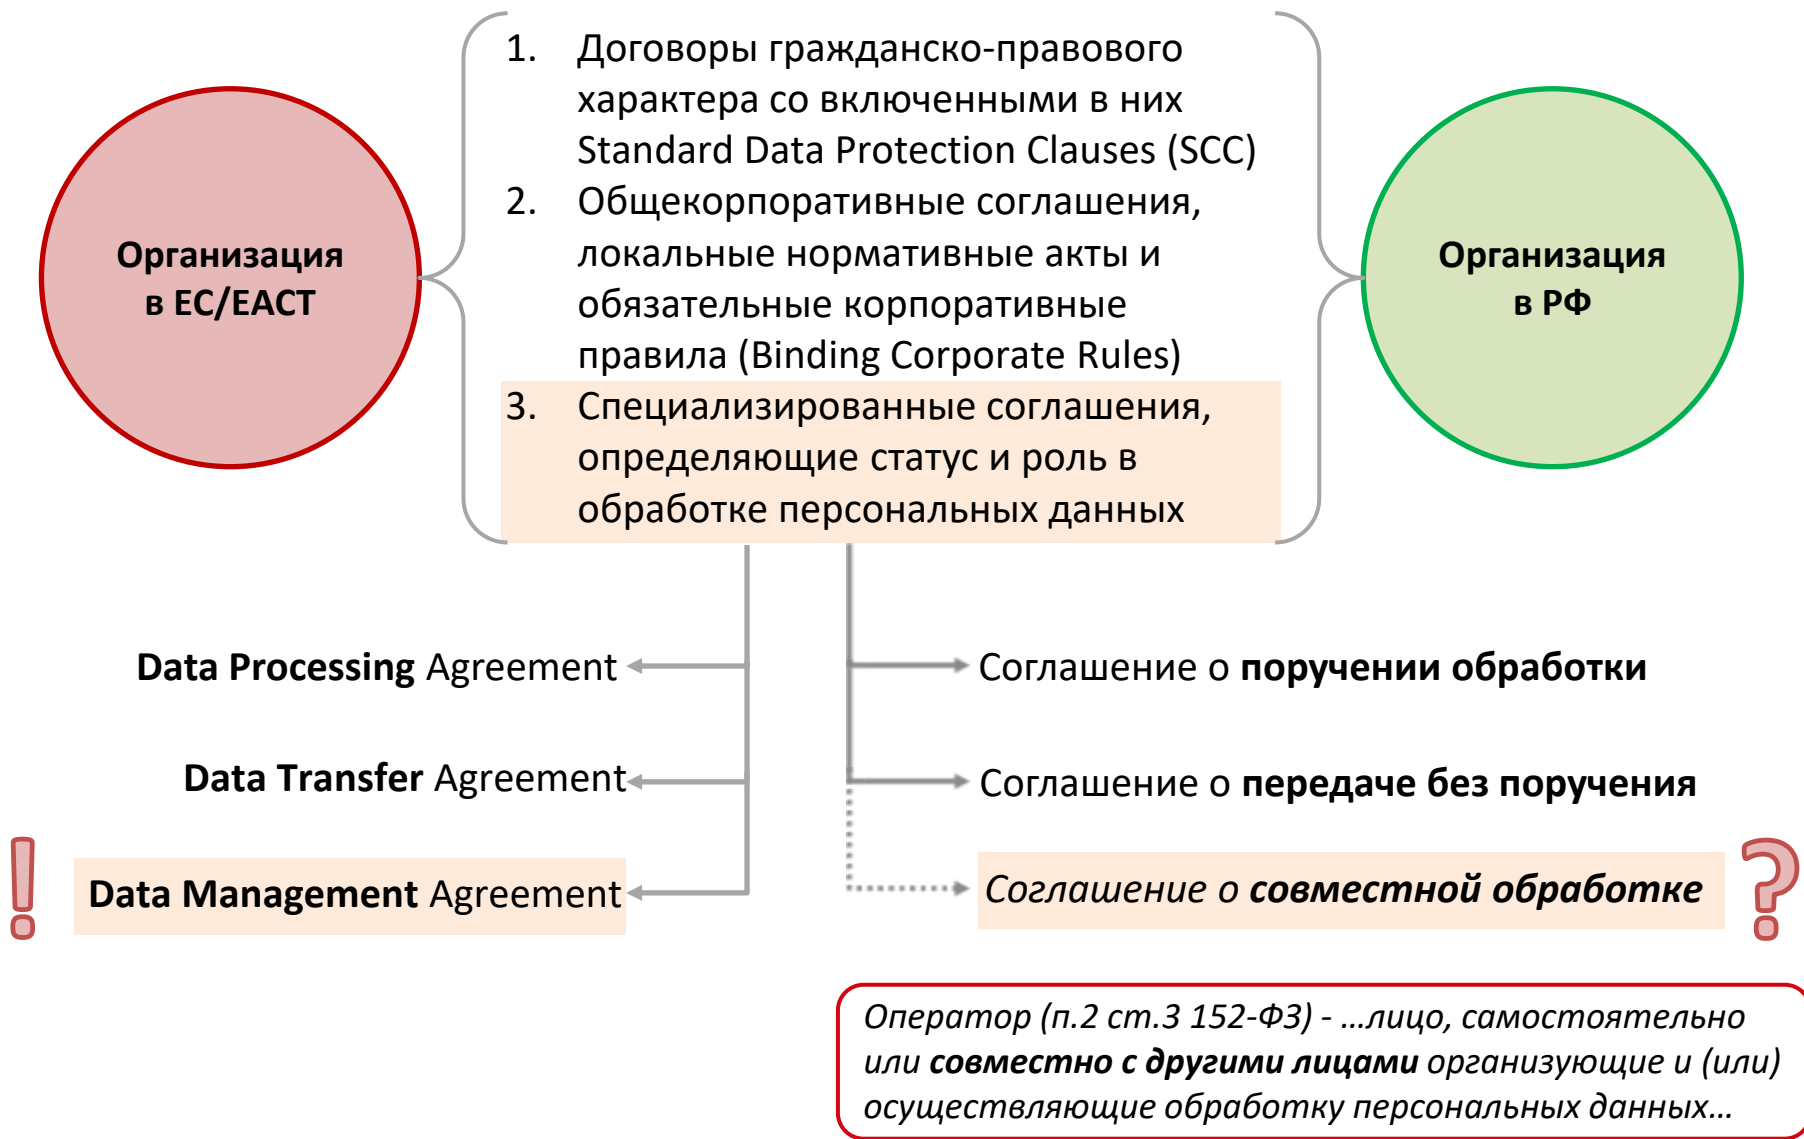 1. Договоры гражданско-правового
характера со включенными в них
Standard Data Protection Clauses (SCC)
2. Общекорпоративные соглашения,
локальные нормативные акты и
обязательные корпоративные
правила (Binding Corporate Rules)
3. Специализированные соглашения,
определяющие статус и роль в
обработке персональных данных
Организация
в ЕС/ЕАСТ
Организация
в РФ
Data Processing Agreement
Соглашение о поручении обработки
Data Transfer Agreement
Соглашение о передаче без поручения
! Data Management Agreement
Соглашение о совместной обработке ?
Оператор (п.2 ст.3 152-ФЗ) - …лицо, самостоятельно
или совместно с другими лицами организующие и (или)
осуществляющие обработку персональных данных…